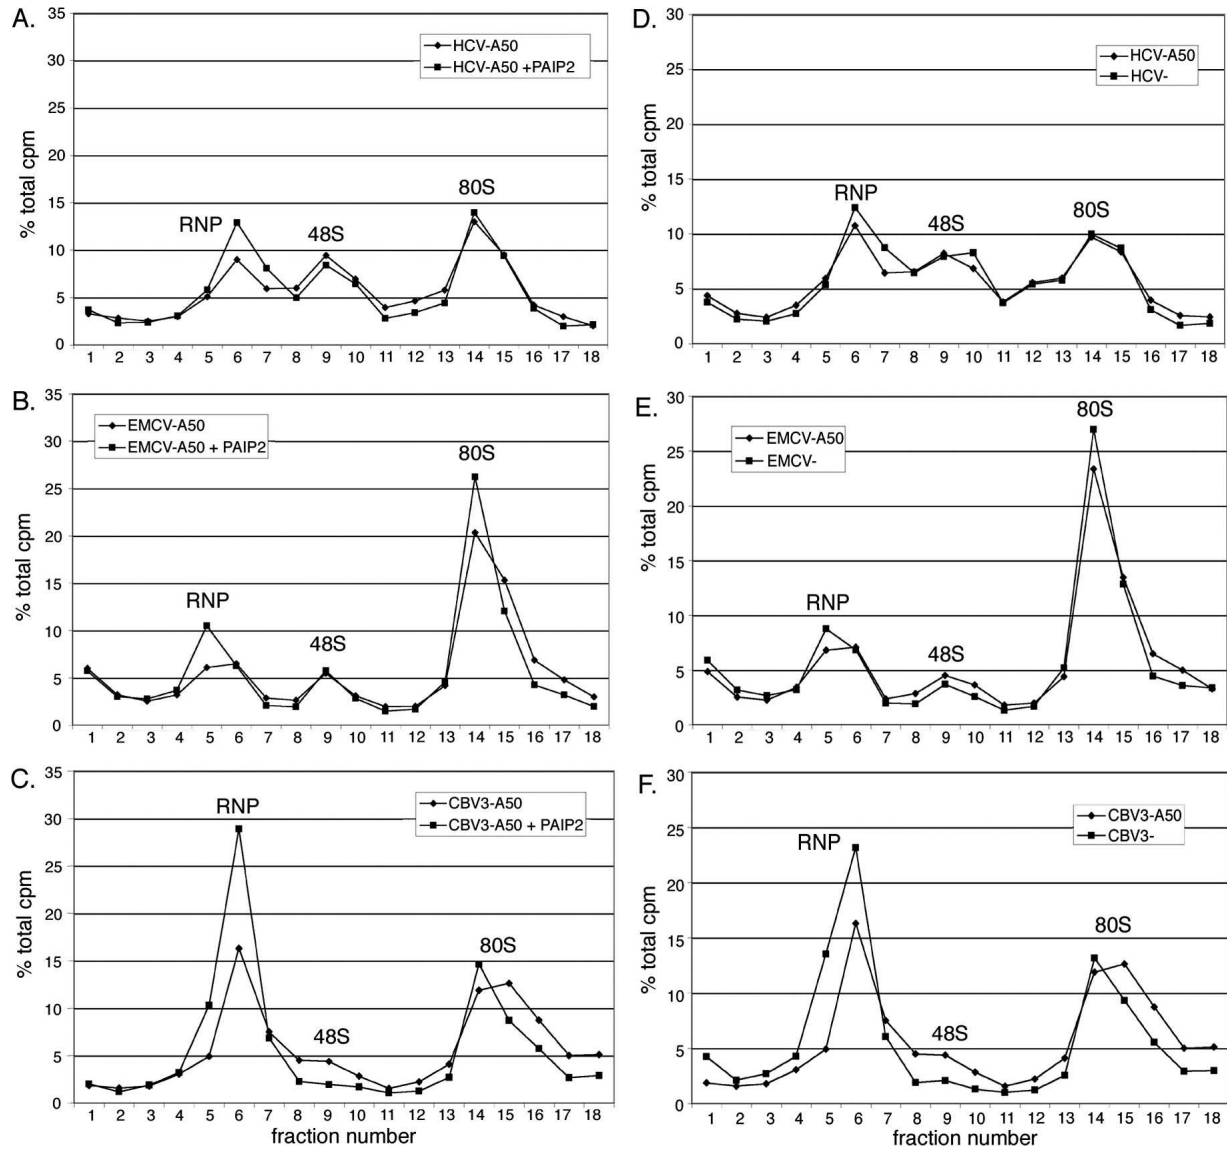 A.
% total cpm
35
30
25
20
15
10
5
0
HCV-A50
HCV-A50 +PAIP2
RNP
48S
80S
1 2 3 4 5 6 7 8 9 10 11 12 13 14 15 16 17 18
D.
% total cpm
30
25
20
15
10
5
0
HCV-A50
HCV-
RNP
48S
80S
1 2 3 4 5 6 7 8 9 10 11 12 13 14 15 16 17 18
B.
% total cpm
35
30
25
20
15
10
5
0
EMCV-A50
EMCV-A50 + PAIP2
RNP
48S
80S
1 2 3 4 5 6 7 8 9 10 11 12 13 14 15 16 17 18
E.
% total cpm
30
25
20
15
10
5
0
EMCV-A50
EMCV-
RNP
48S
80S
1 2 3 4 5 6 7 8 9 10 11 12 13 14 15 16 17 18
C.
% total cpm
35
30
25
20
15
10
5
0
CBV3-A50
CBV3-A50 + PAIP2
RNP
48S
80S
1 2 3 4 5 6 7 8 9 10 11 12 13 14 15 16 17 18
fraction number
F.
% total cpm
30
25
20
15
10
5
0
CBV3-A50
CBV3-
RNP
48S
80S
1 2 3 4 5 6 7 8 9 10 11 12 13 14 15 16 17 18
fraction number